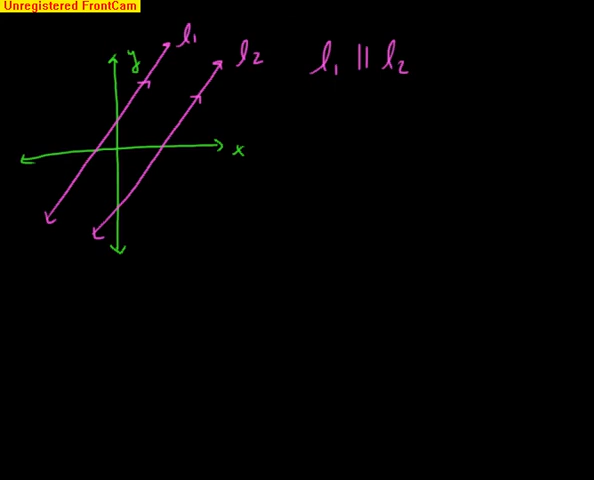 Unregistered FrontCam
l₁
y
l₂
l₁ || l₂
x